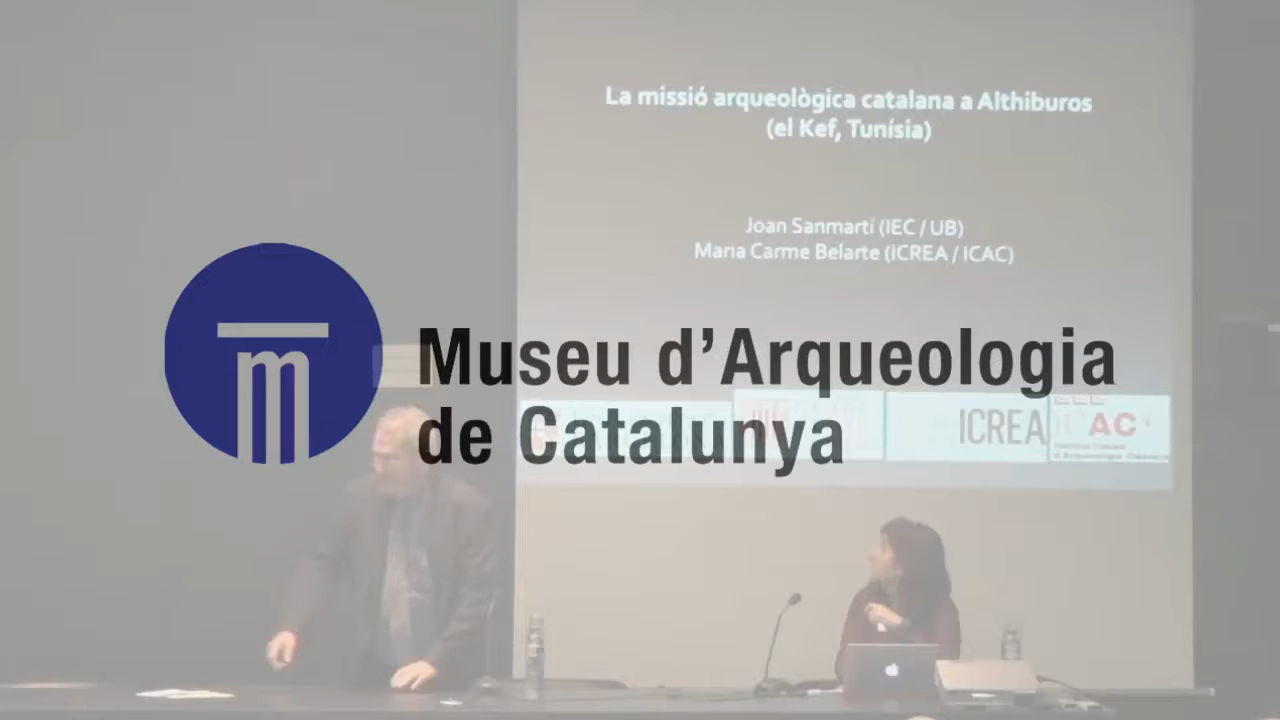 La missió arqueològica catalana a Althiburos
(el Kef, Tunísia)
Joan Sanmartí (IEC / UB)
Maria Carme Belarte (ICREA / ICAC)
m
Museu d'Arqueologia
de Catalunya
ICREA
AC